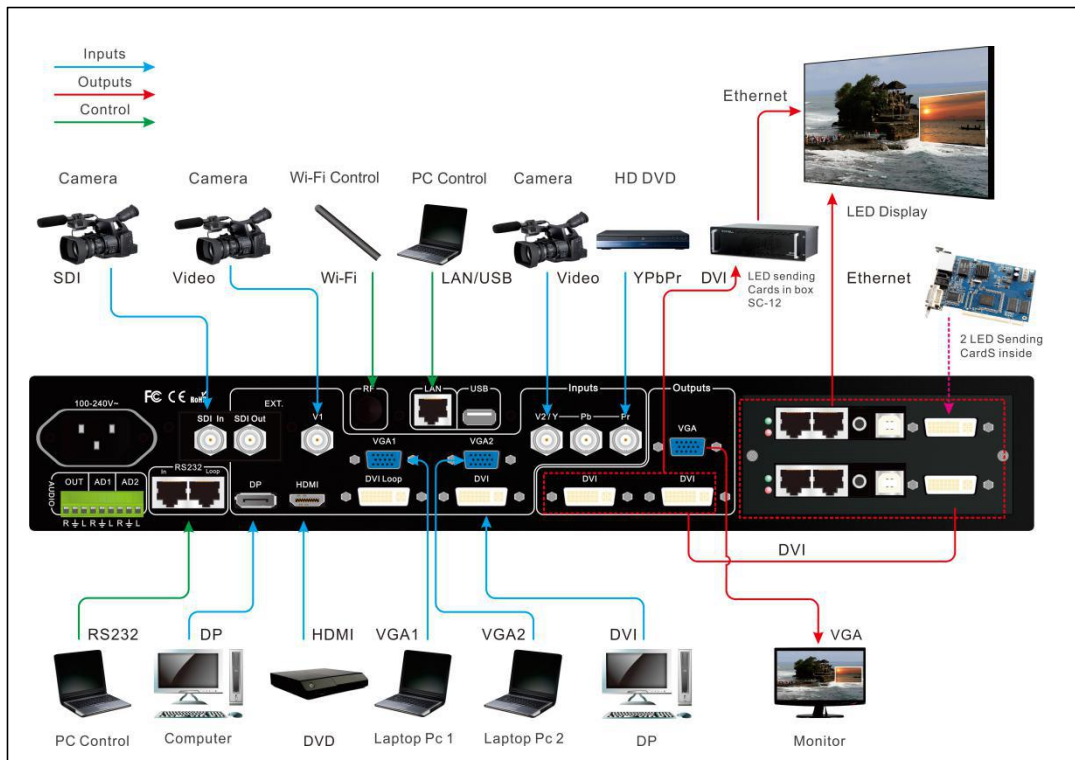 Inputs
Outputs
Control
Ethernet
Camera
Camera
Wi-Fi Control
PC Control
Camera
HD DVD
LED Display
SDI
Video
Wi-Fi
LAN/USB
Video
YPbPr
DVI
LED sending
Cards in box
SC-12
Ethernet
2 LED Sending
CardS inside
100-240V~
FC CE RoHS
EXT.
RF
LAN
USB
Inputs
Outputs
SDI In
SDI Out
V1
V2 / Y
Pb
Pr
VGA
VGA1
VGA2
RS232
In
Loop
AUDIO
OUT
AD1
AD2
DP
HDMI
DVI Loop
DVI
DVI
DVI
R ⏚ L R ⏚ L R ⏚ L
DVI
RS232
DP
HDMI
VGA1
VGA2
DVI
VGA
PC Control
Computer
DVD
Laptop Pc 1
Laptop Pc 2
DP
Monitor